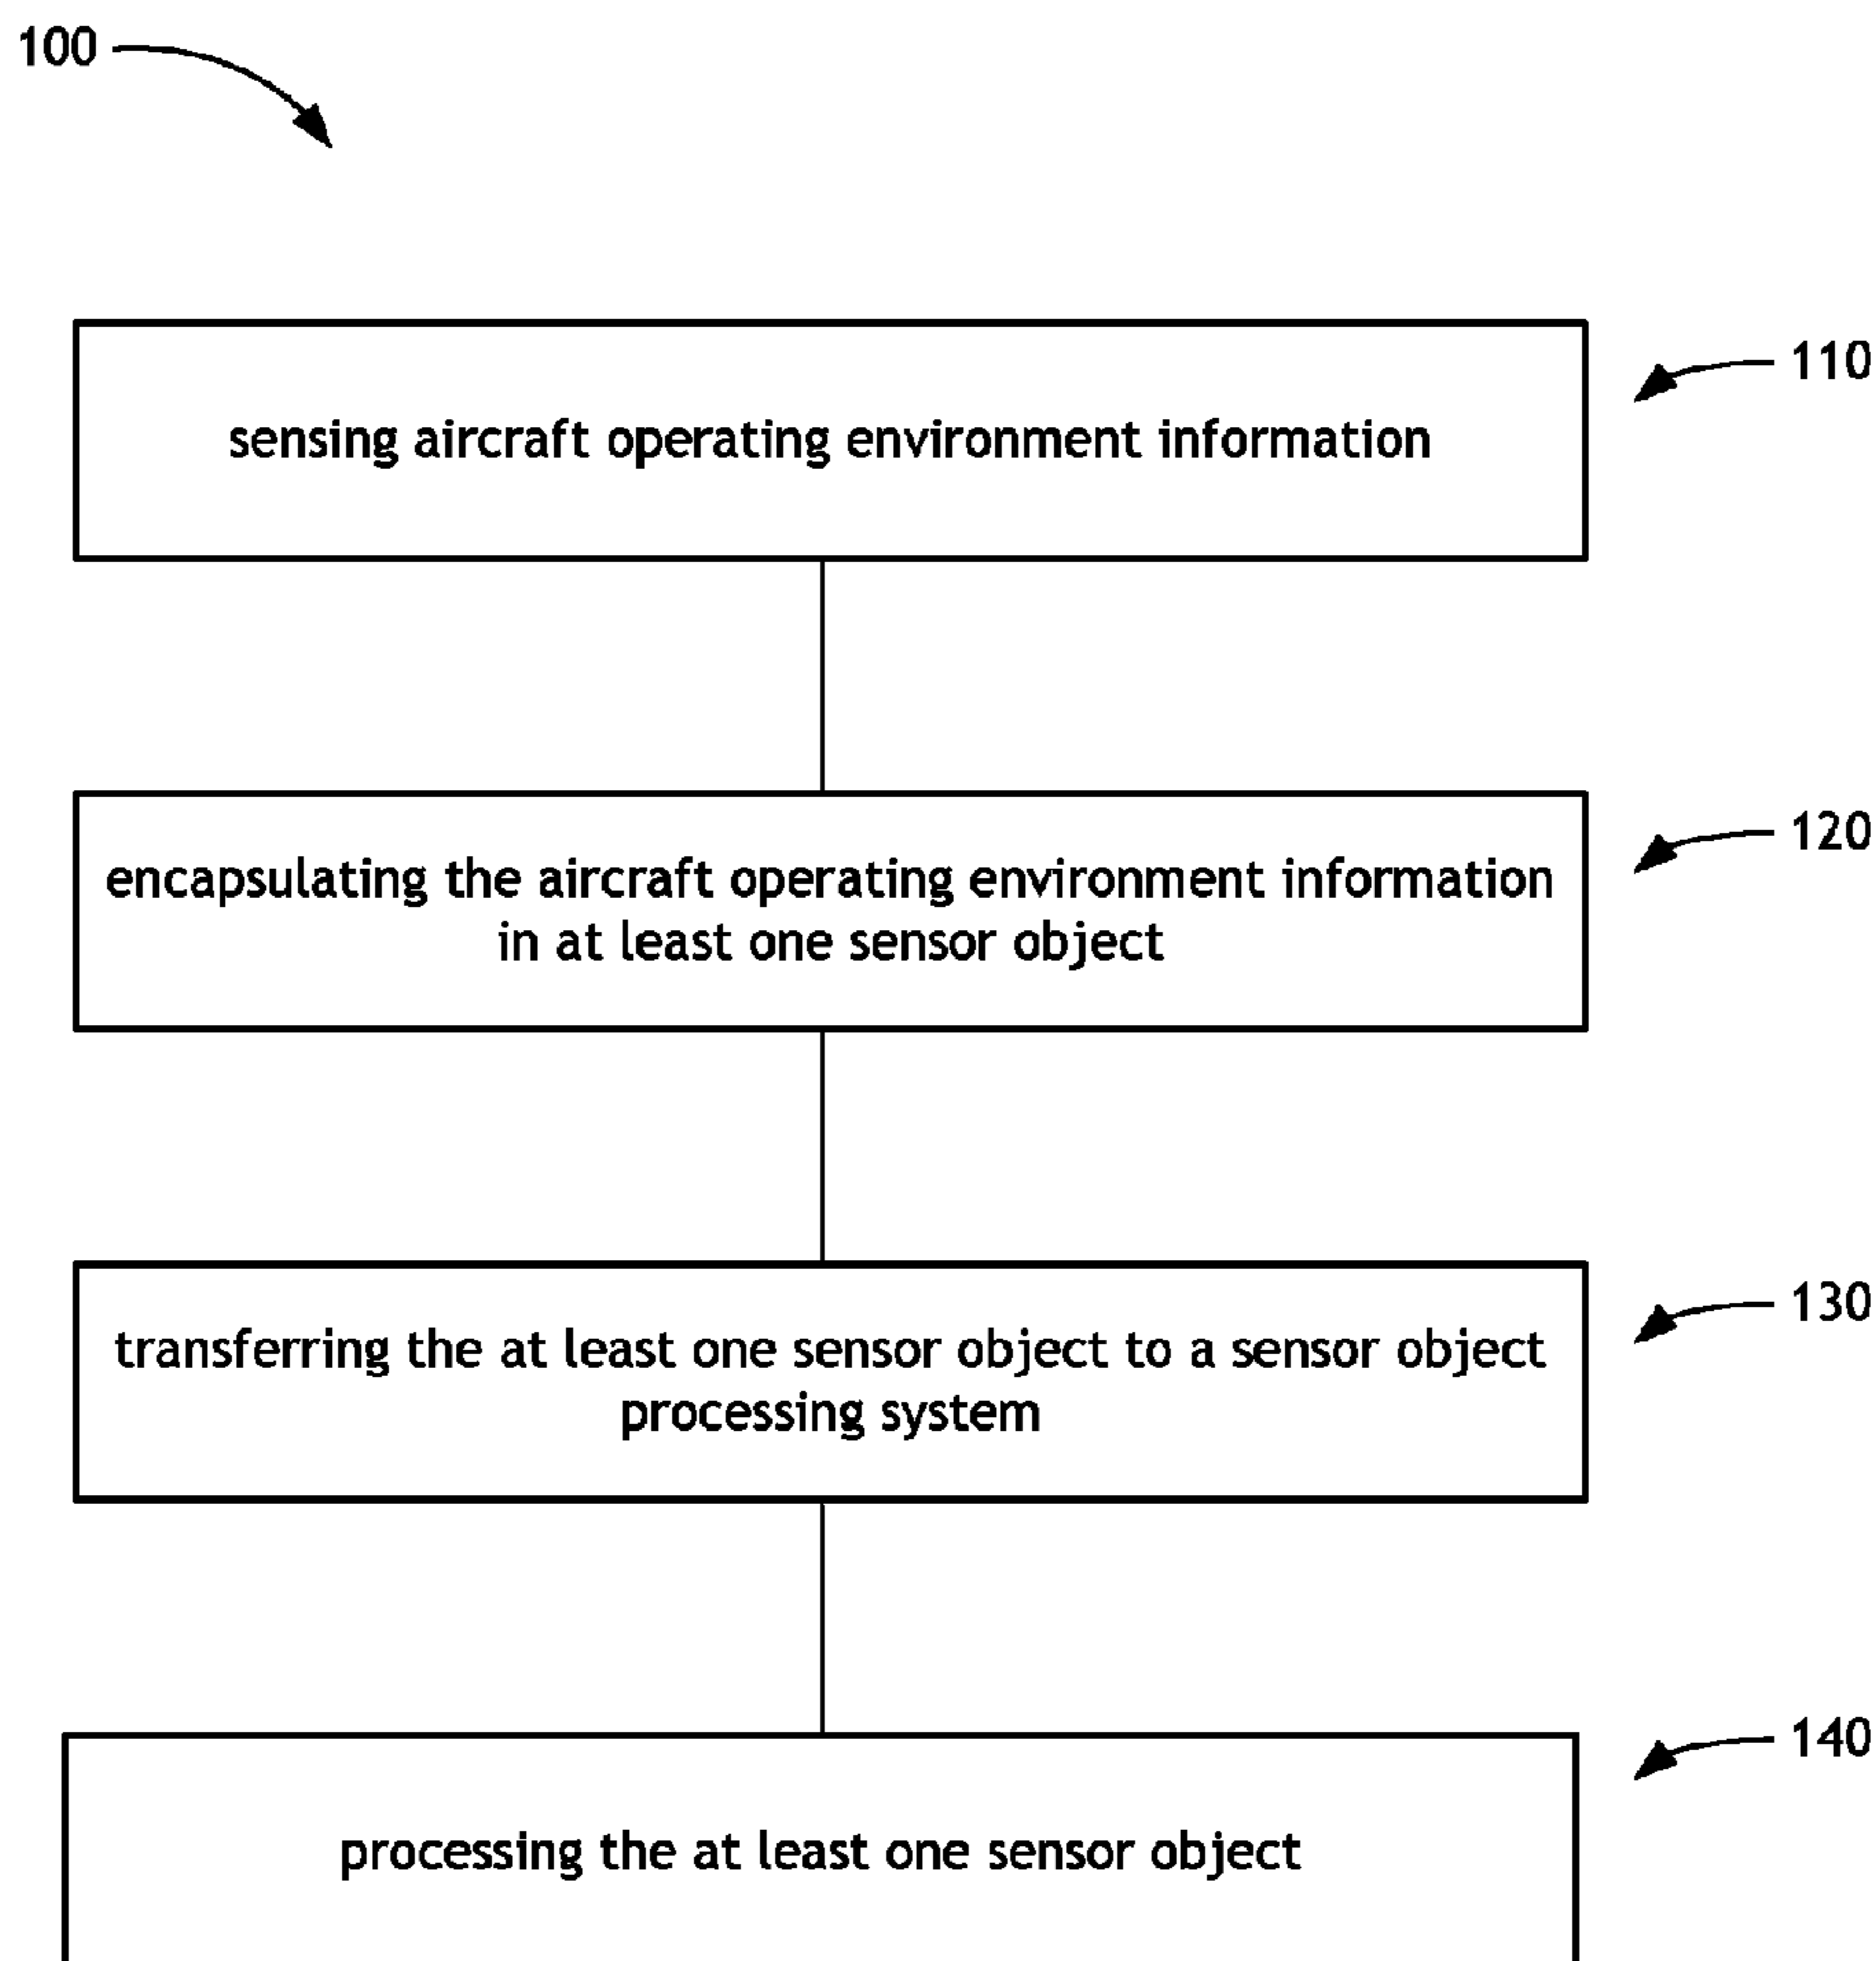 100
110
sensing aircraft operating environment information
120
encapsulating the aircraft operating environment information
in at least one sensor object
130
transferring the at least one sensor object to a sensor object
processing system
140
processing the at least one sensor object